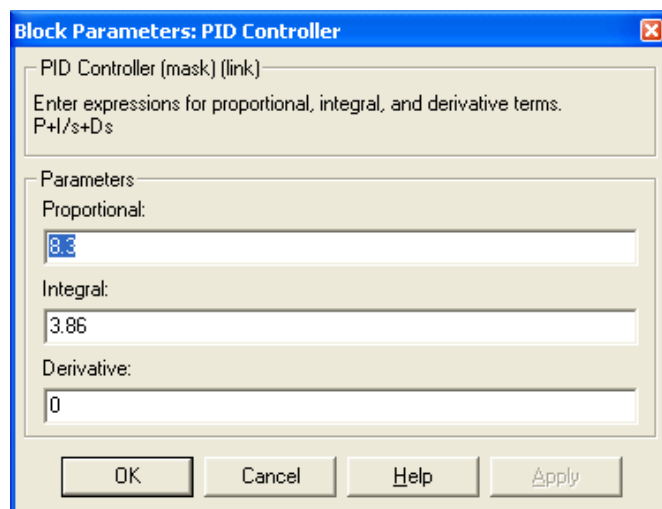 Block Parameters: PID Controller
PID Controller (mask) (link)
Enter expressions for proportional, integral, and derivative terms.
P+I/s+Ds
Parameters
Proportional:
8.3
Integral:
3.86
Derivative:
0
OK Cancel Help Apply